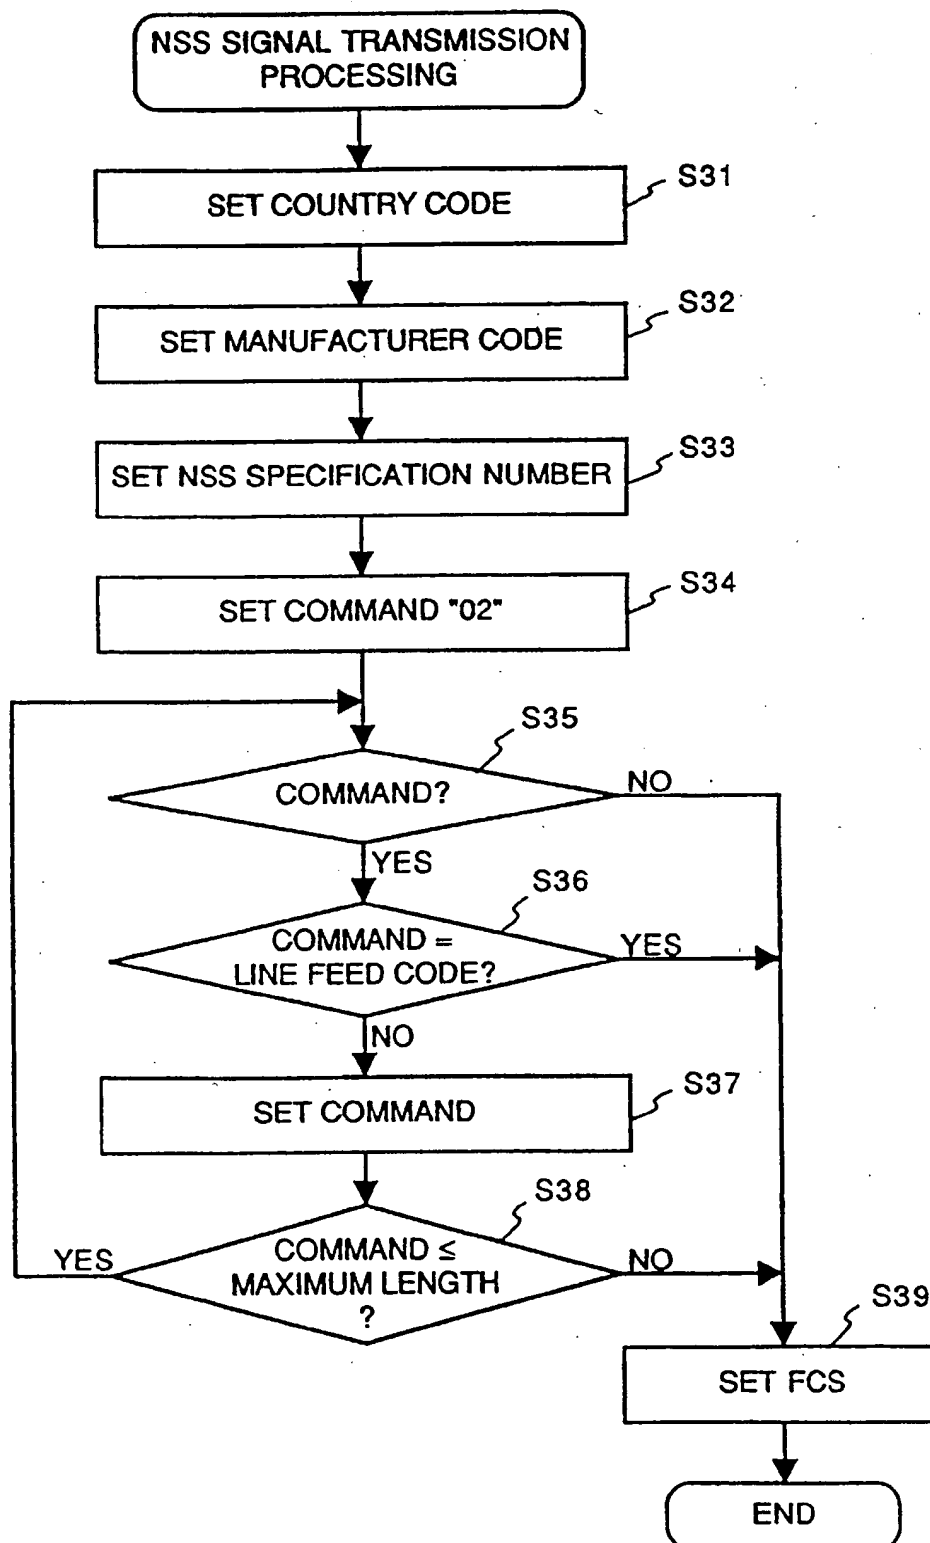 NSS SIGNAL TRANSMISSION
PROCESSING
S31
SET COUNTRY CODE
S32
SET MANUFACTURER CODE
S33
SET NSS SPECIFICATION NUMBER
S34
SET COMMAND "02"
S35
COMMAND?
NO
YES
S36
COMMAND =
LINE FEED CODE?
YES
NO
S37
SET COMMAND
S38
COMMAND ≤
MAXIMUM LENGTH
?
YES
NO
S39
SET FCS
END